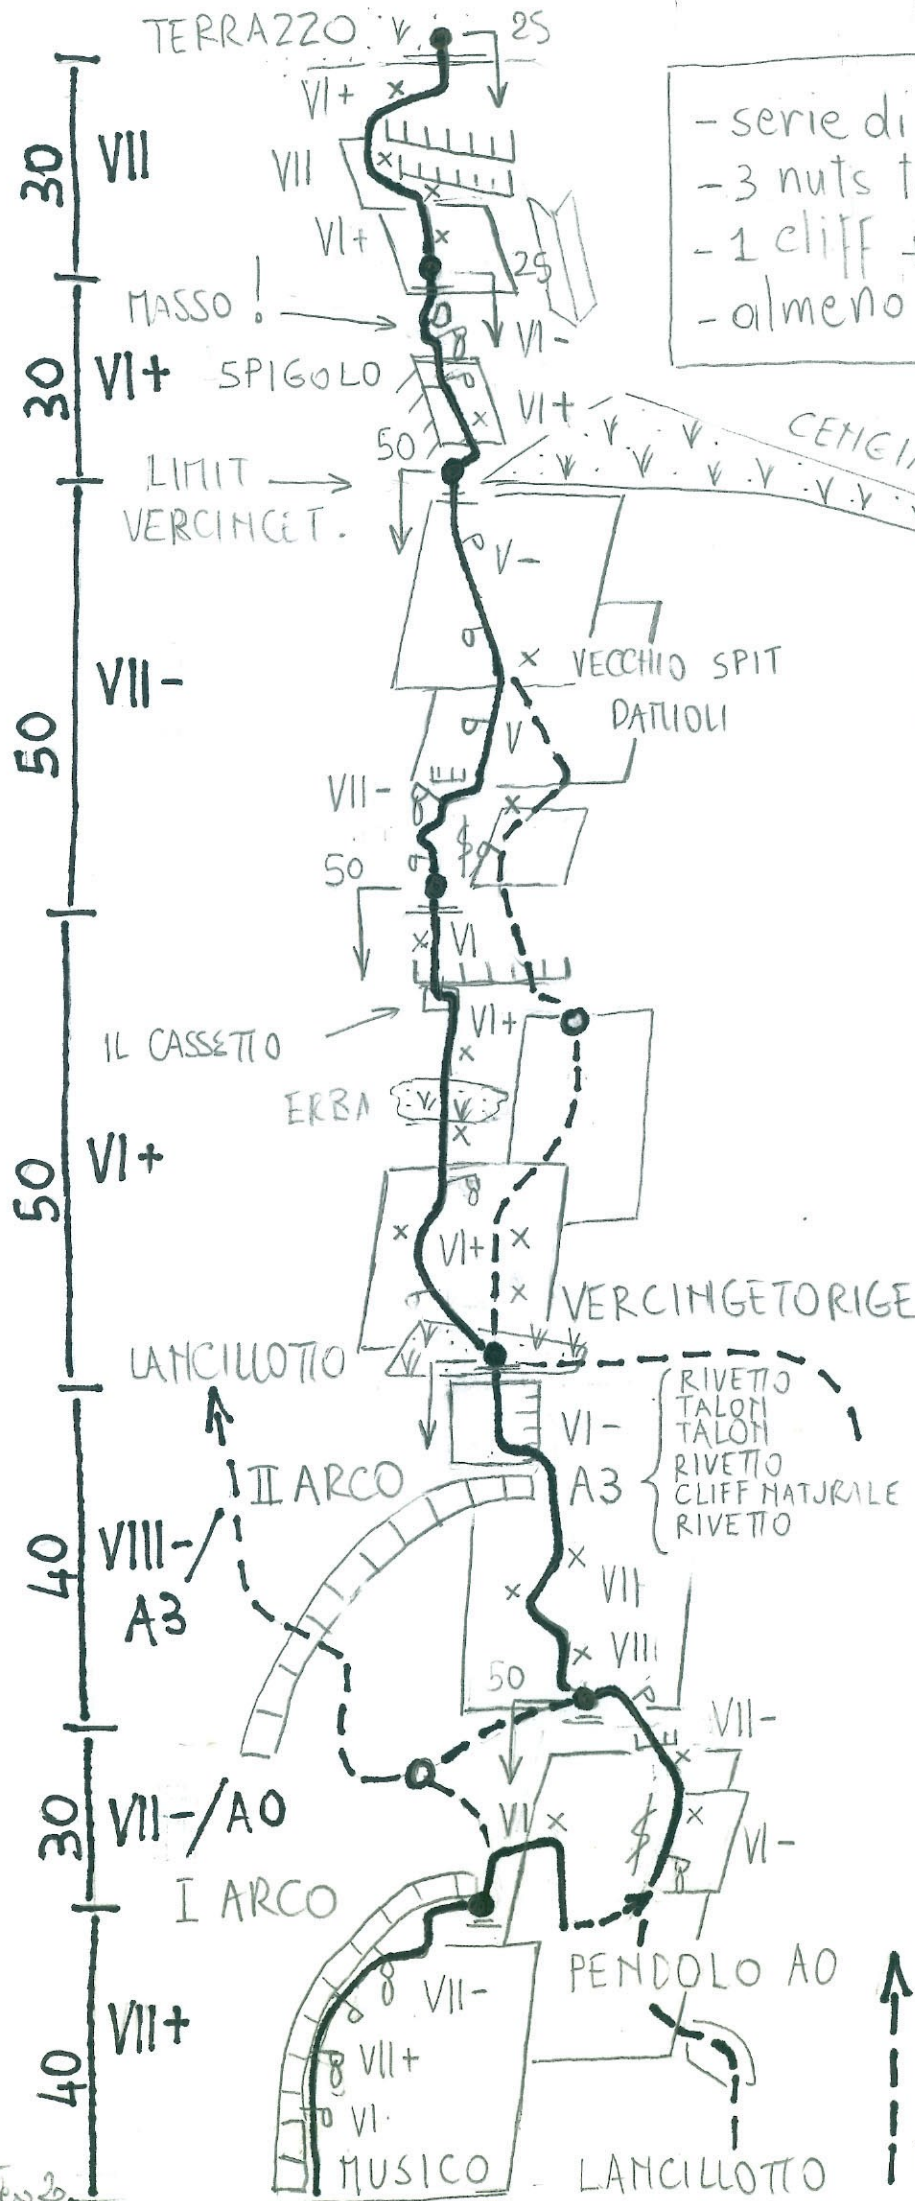 TERRAZZO
25
VI+
- serie di
- 3 nuts t
- 1 cliff
- almeno
30
VII
VII
VI+
25
MASSO !
VI-
30
VI+
SPIGOLO
VI+
50
CENGI
LIMIT
VERCINGET.
V-
VECCHIO SPIT
DAMIOLI
VII-
50
V
VII-
50
VI
VI+
IL CASSETTO
ERBA
50
VI+
VI+
VERCINGETORIGE
LANCILLOTTO
RIVETTO
TALON
TALON
RIVETTO
CLIFF NATURALE
RIVETTO
VI-
A3
II ARCO
40
VIII-/
A3
VII
VIII
50
VII-
30
VII-/A0
VI
VI-
I ARCO
PENDOLO A0
VII-
40
VII+
VII+
VI
MUSICO
LANCILLOTTO